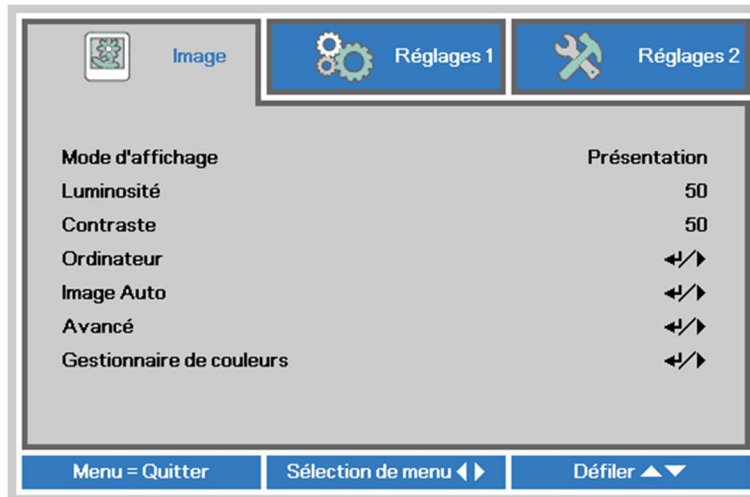 Image Réglages 1 Réglages 2
Mode d'affichage Présentation
Luminosité 50
Contraste 50
Ordinateur
Image Auto
Avancé
Gestionnaire de couleurs
Menu = Quitter Sélection de menu Défiler